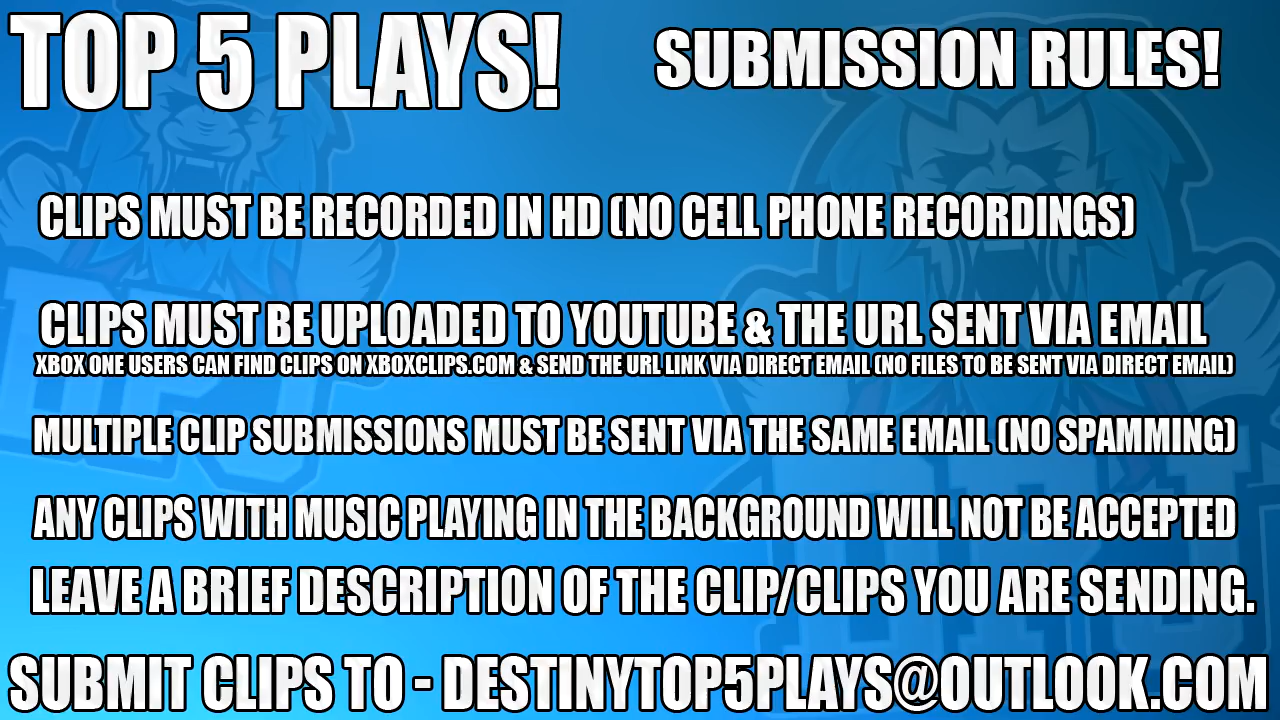 TOP 5 PLAYS!
SUBMISSION RULES!
CLIPS MUST BE RECORDED IN HD (NO CELL PHONE RECORDINGS)
CLIPS MUST BE UPLOADED TO YOUTUBE & THE URL SENT VIA EMAIL
XBOX ONE USERS CAN FIND CLIPS ON XBOXCLIPS.COM & SEND THE URL LINK VIA DIRECT EMAIL (NO FILES TO BE SENT VIA DIRECT EMAIL)
MULTIPLE CLIP SUBMISSIONS MUST BE SENT VIA THE SAME EMAIL (NO SPAMMING)
ANY CLIPS WITH MUSIC PLAYING IN THE BACKGROUND WILL NOT BE ACCEPTED
LEAVE A BRIEF DESCRIPTION OF THE CLIP/CLIPS YOU ARE SENDING.
SUBMIT CLIPS TO - DESTINYTOP5PLAYS@OUTLOOK.COM